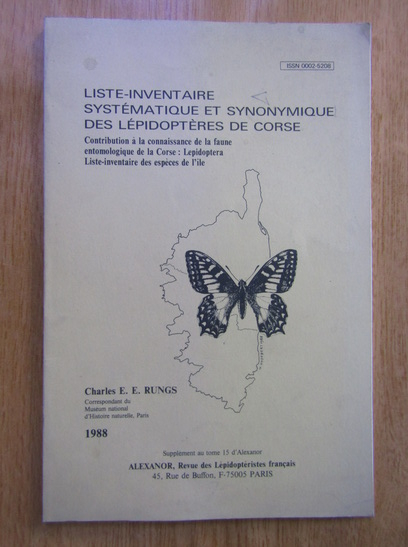 ISSN 0002-5208
LISTE-INVENTAIRE
SYSTÉMATIQUE ET SYNONYMIQUE
DES LÉPIDOPTÈRES DE CORSE
Contribution à la connaissance de la faune
entomologique de la Corse : Lepidoptera
Liste-inventaire des espèces de l'île
Charles E. E. RUNGS
Correspondant du
Muséum national
d'Histoire naturelle, Paris
1988
Supplément au tome 15 d'Alexanor
ALEXANOR, Revue des Lépidoptéristes français
45, Rue de Buffon, F-75005 PARIS